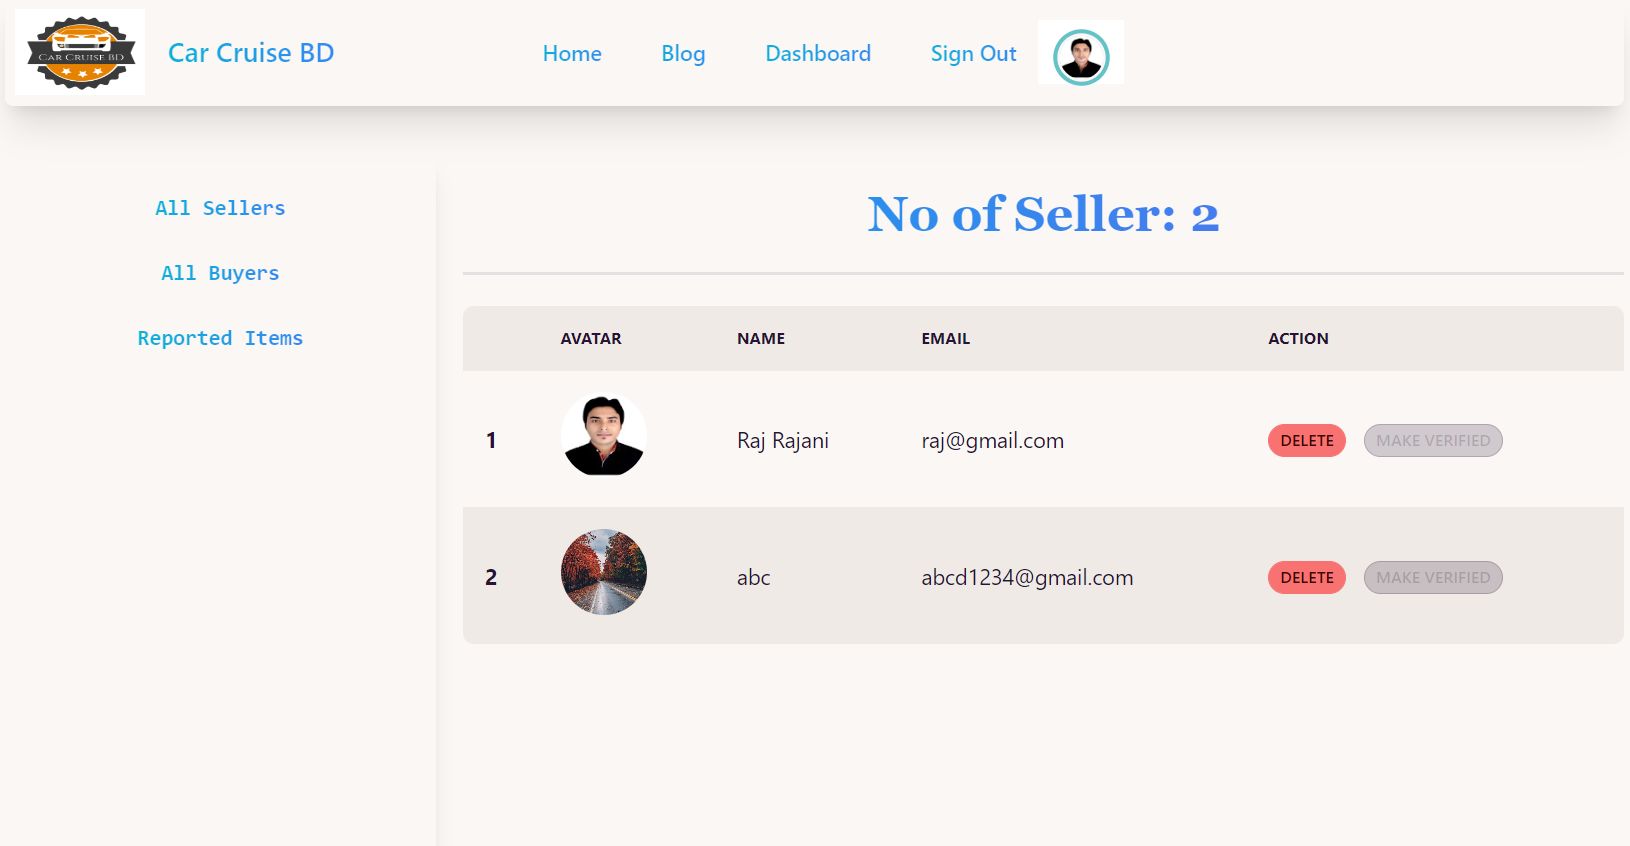 CAR CRUISE BD
Car Cruise BD
Home Blog Dashboard Sign Out
All Sellers
All Buyers
Reported Items
No of Seller: 2
AVATAR NAME EMAIL ACTION
1 Raj Rajani raj@gmail.com DELETE MAKE VERIFIED
2 abc abcd1234@gmail.com DELETE MAKE VERIFIED